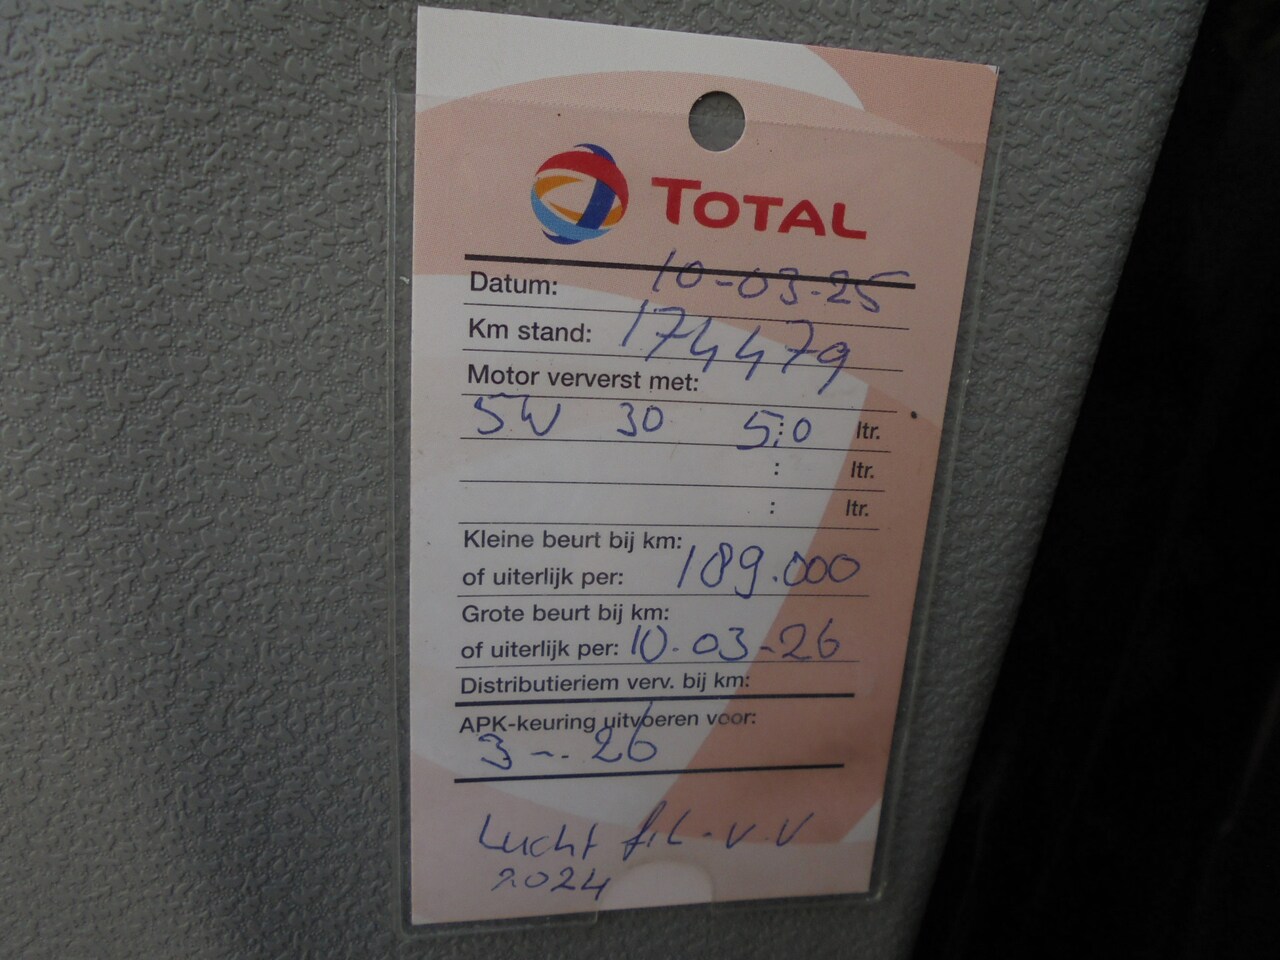 TOTAL
Datum: 10-03-25
Km stand: 174479
Motor ververst met:
5W 30 5:0 ltr.
: ltr.
: ltr.
Kleine beurt bij km:
of uiterlijk per: 189.000
Grote beurt bij km:
of uiterlijk per: 10-03-26
Distributieriem verv. bij km:
APK-keuring uitvoeren voor:
3-. 26
Lucht fil. v.v
2024